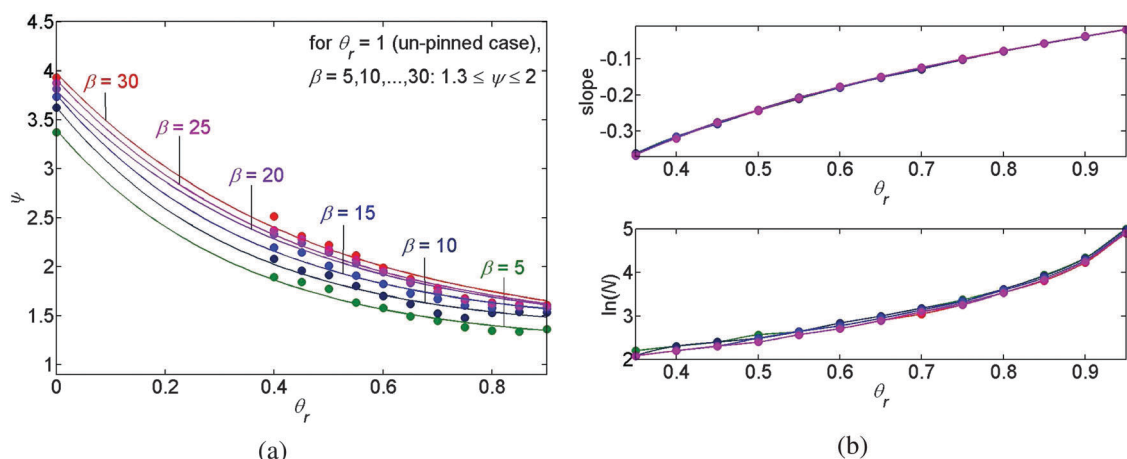 4.5
4
3.5
3
2.5
2
1.5
1
ψ
for θr = 1 (un-pinned case),
β = 5,10,...,30: 1.3 ≤ ψ ≤ 2
β = 30
β = 25
β = 20
β = 15
β = 10
β = 5
0 0.2 0.4 0.6 0.8
θr
(a)
-0.1
-0.2
-0.3
slope
0.4 0.5 0.6 0.7 0.8 0.9
θr
5
4
3
2
ln(N)
0.4 0.5 0.6 0.7 0.8 0.9
θr
(b)